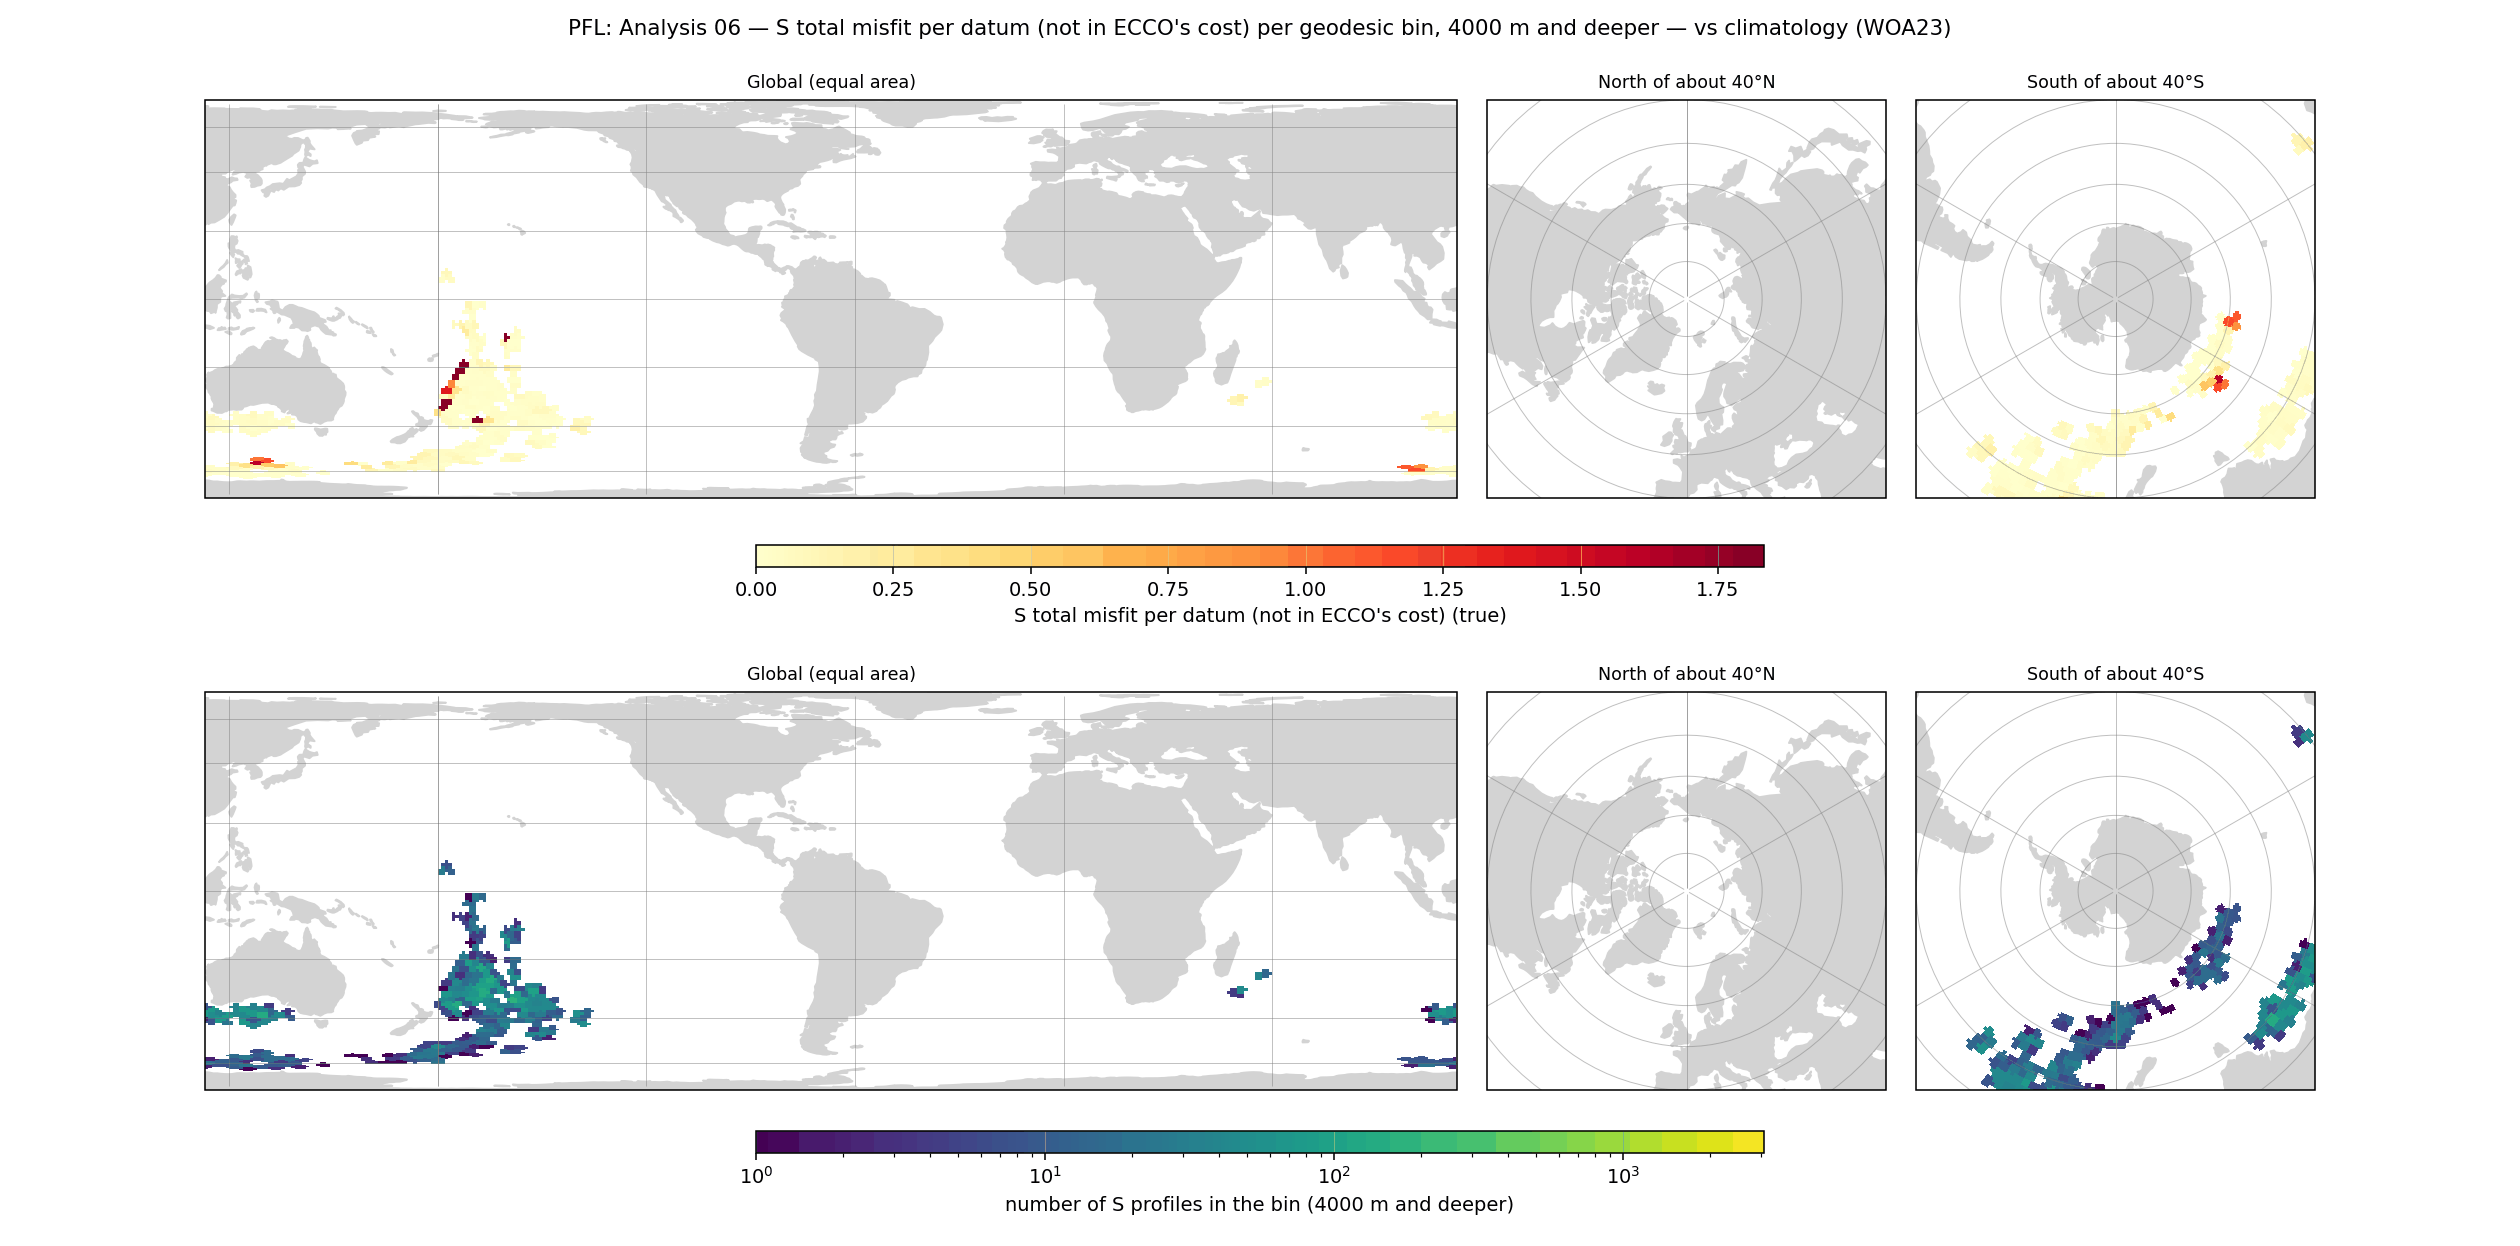 PFL: Analysis 06 — S total misfit per datum (not in ECCO's cost) per geodesic bin, 4000 m and deeper — vs climatology (WOA23)
Global (equal area)
North of about 40°N
South of about 40°S
0.00 0.25 0.50 0.75 1.00 1.25 1.50 1.75
S total misfit per datum (not in ECCO's cost) (true)
Global (equal area)
North of about 40°N
South of about 40°S
10⁰ 10¹ 10² 10³
number of S profiles in the bin (4000 m and deeper)